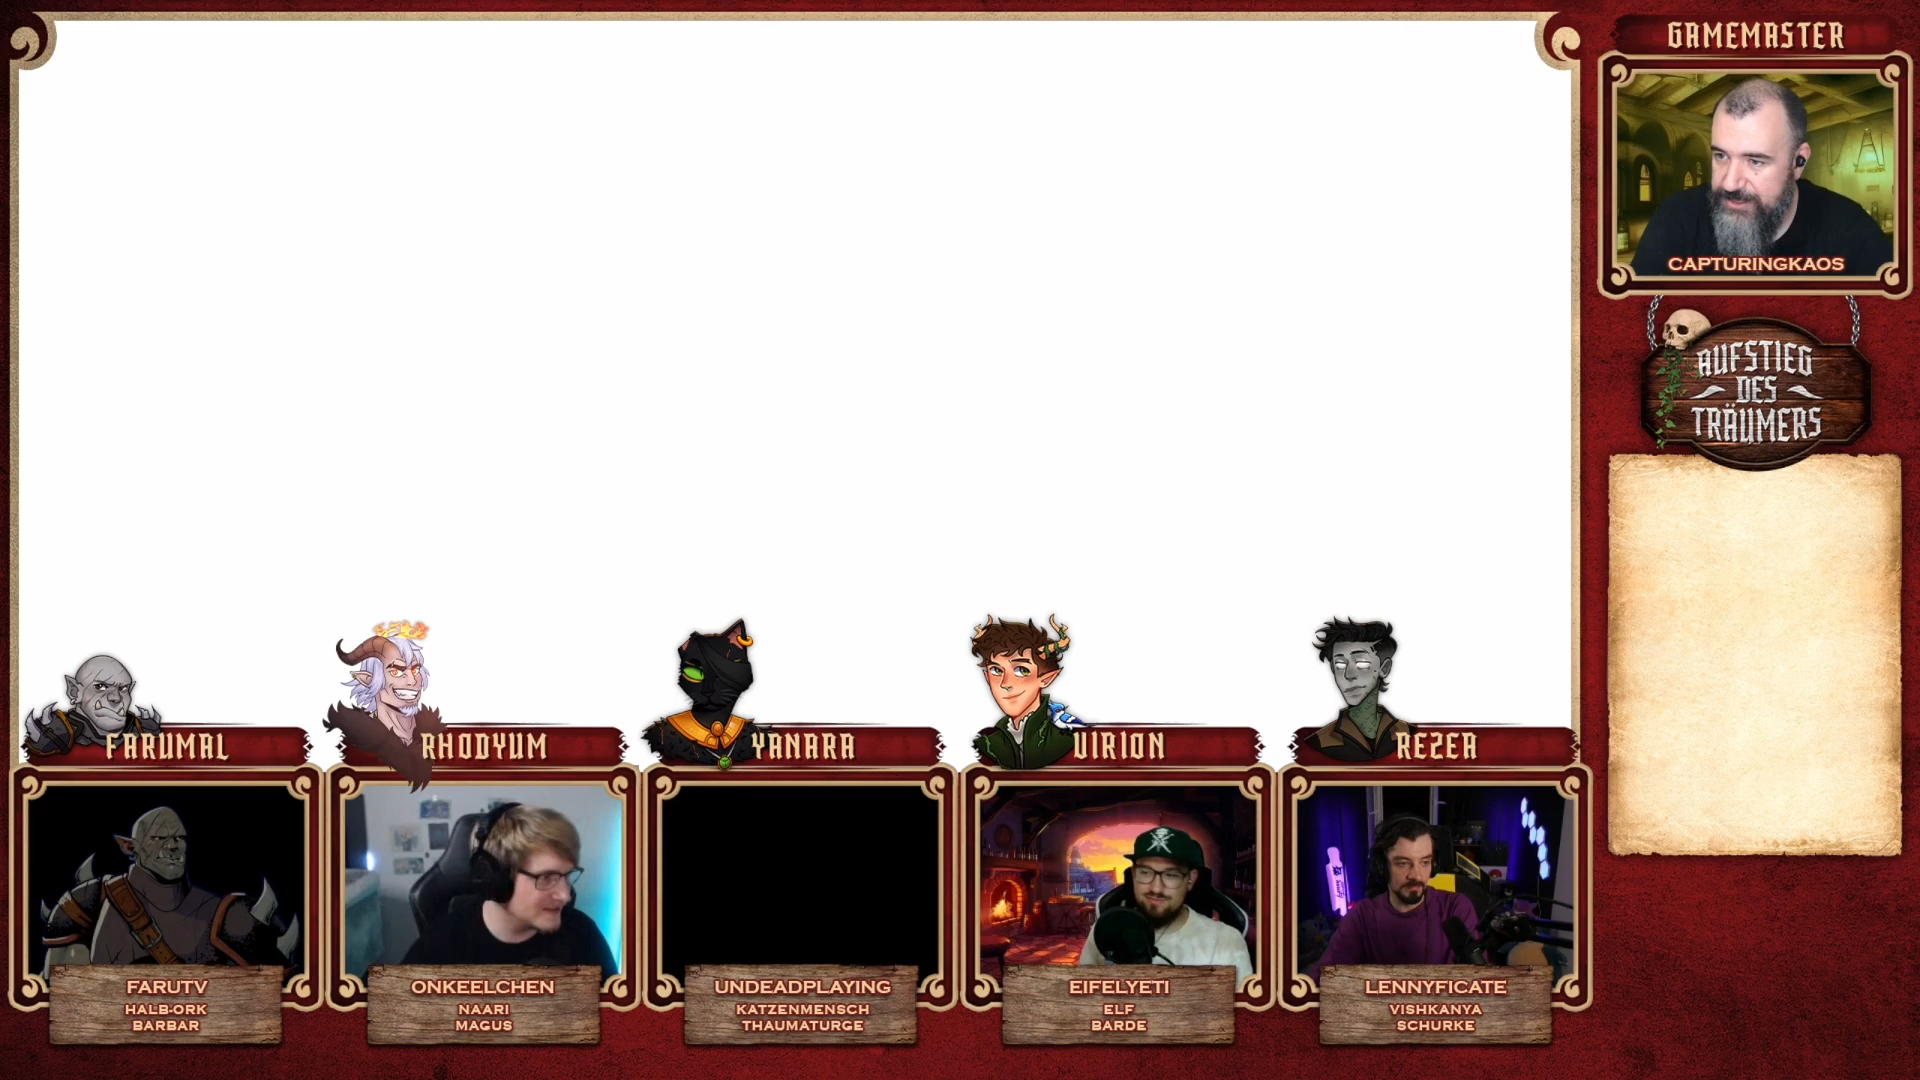 GAMEMASTER
CAPTURINGKAOS
AUFSTIEG
DES
TRÄUMERS
FARUMAL
RHODYUM
YANARA
VIRION
REZER
FARUTV
HALB-ORK
BARBAR
ONKEELCHEN
NAARI
MAGUS
UNDEADPLAYING
KATZENMENSCH
THAUMATURGE
EIFELYETI
ELF
BARDE
LENNYFICATE
VISHKANYA
SCHURKE